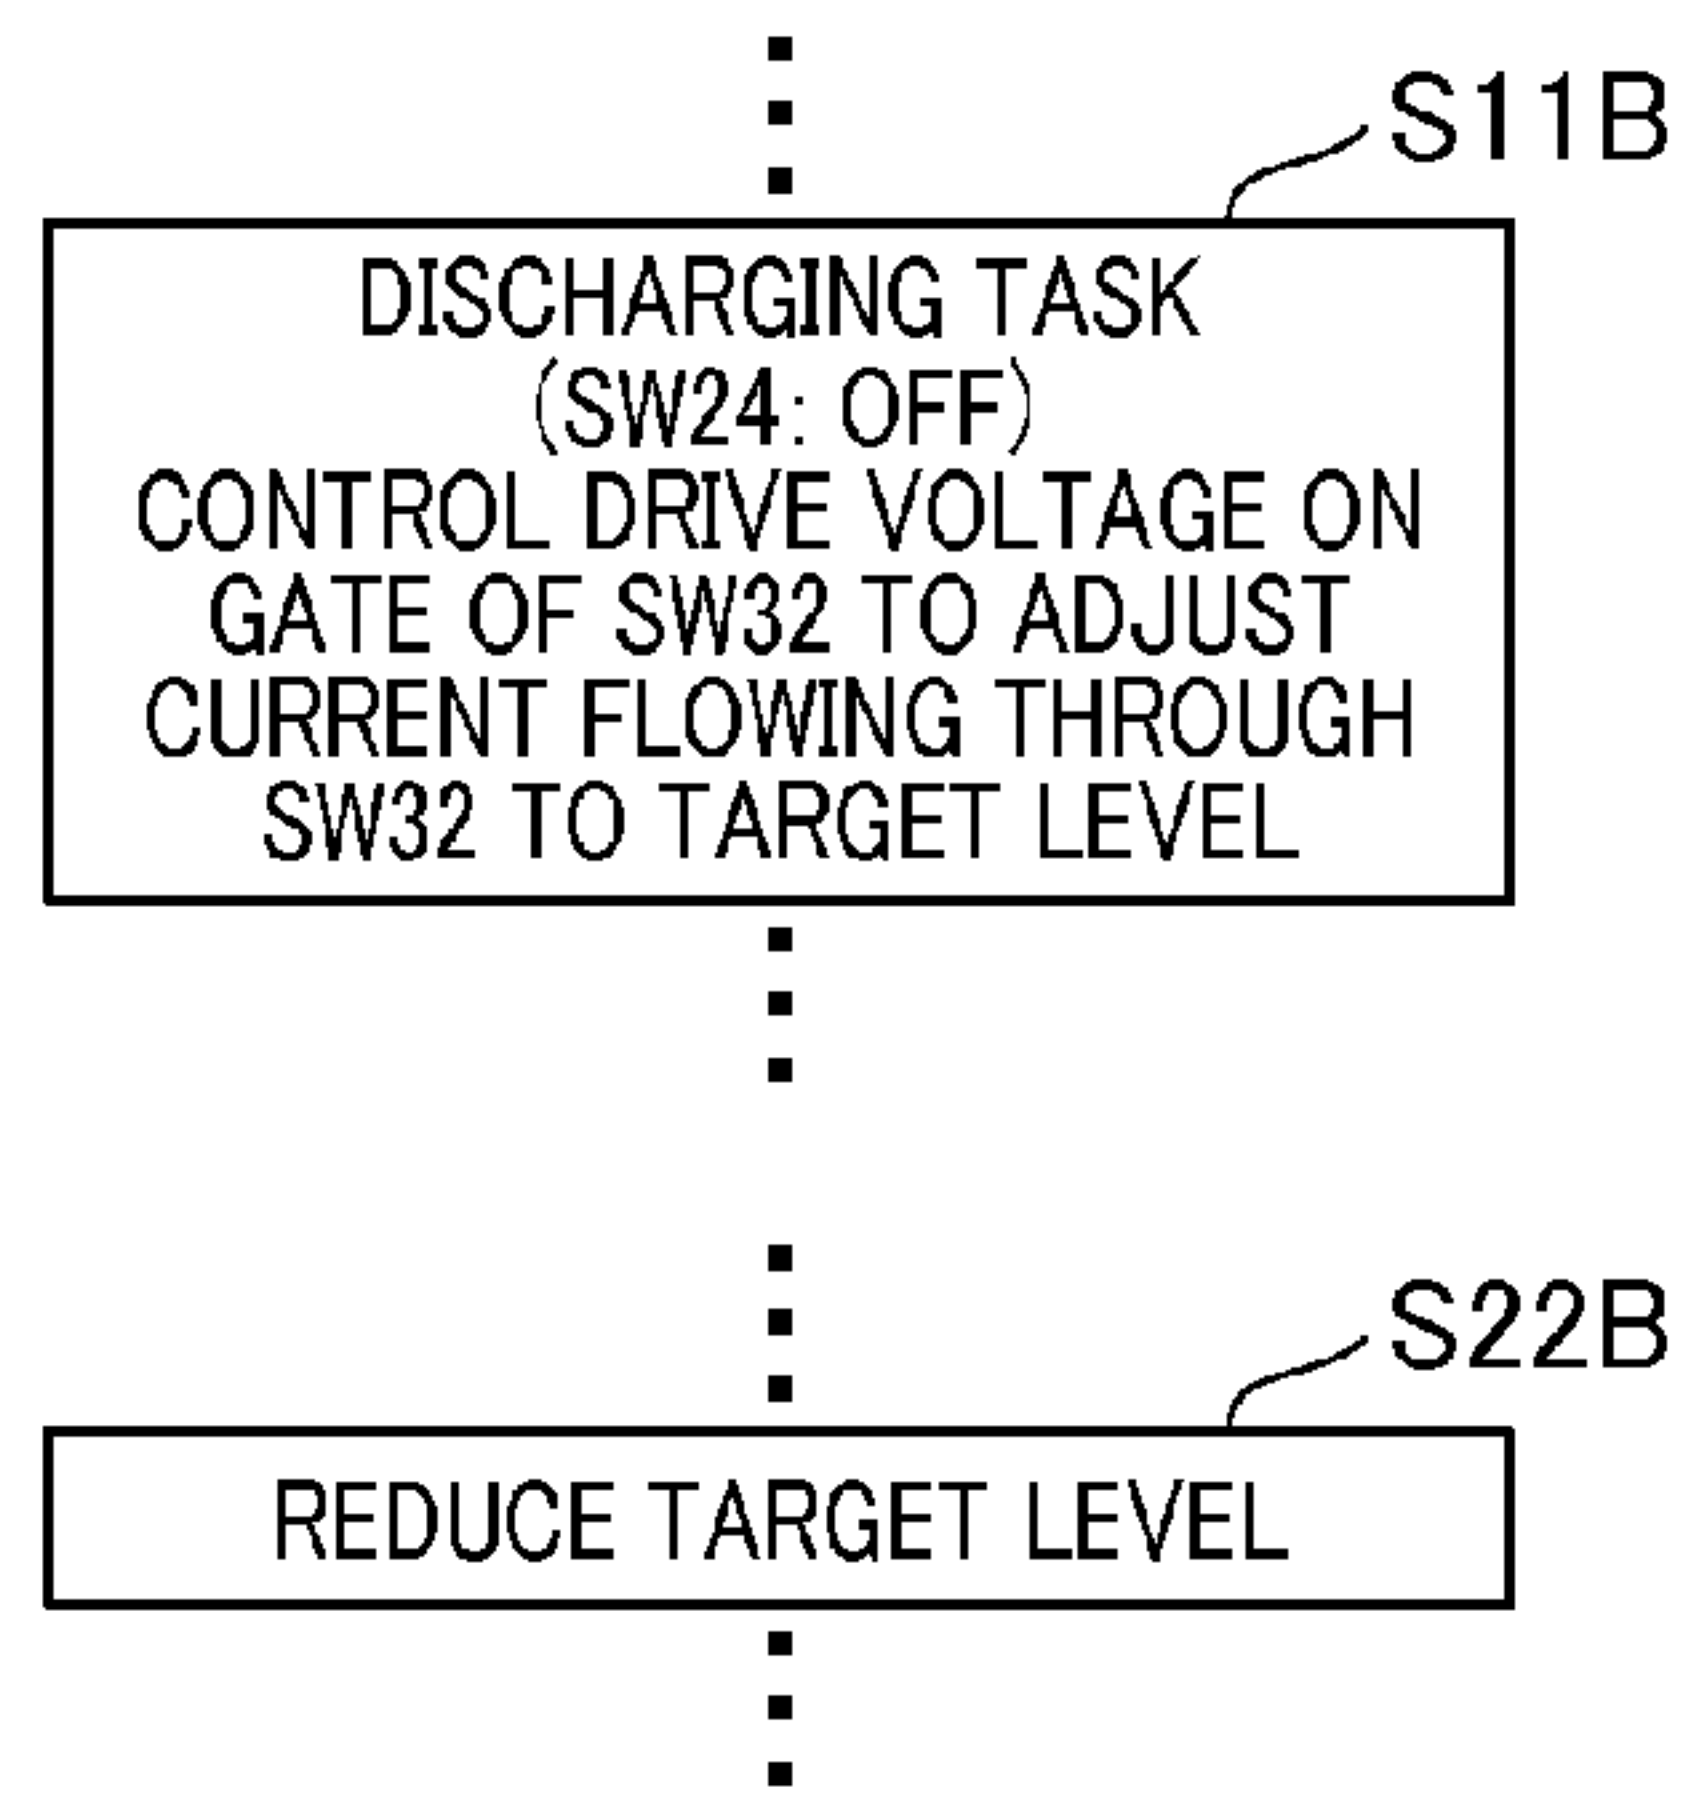 S11B
DISCHARGING TASK
(SW24: OFF)
CONTROL DRIVE VOLTAGE ON
GATE OF SW32 TO ADJUST
CURRENT FLOWING THROUGH
SW32 TO TARGET LEVEL
S22B
REDUCE TARGET LEVEL